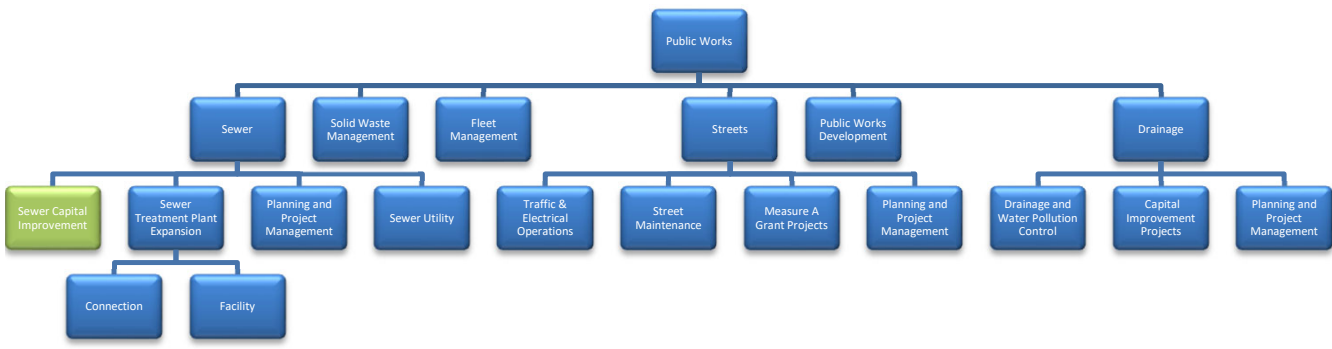 Public Works
Sewer
Solid Waste
Management
Fleet
Management
Streets
Public Works
Development
Drainage
Sewer Capital
Improvement
Sewer
Treatment Plant
Expansion
Planning and
Project
Management
Sewer Utility
Traffic &
Electrical
Operations
Street
Maintenance
Measure A
Grant Projects
Planning and
Project
Management
Drainage and
Water Pollution
Control
Capital
Improvement
Projects
Planning and
Project
Management
Connection
Facility